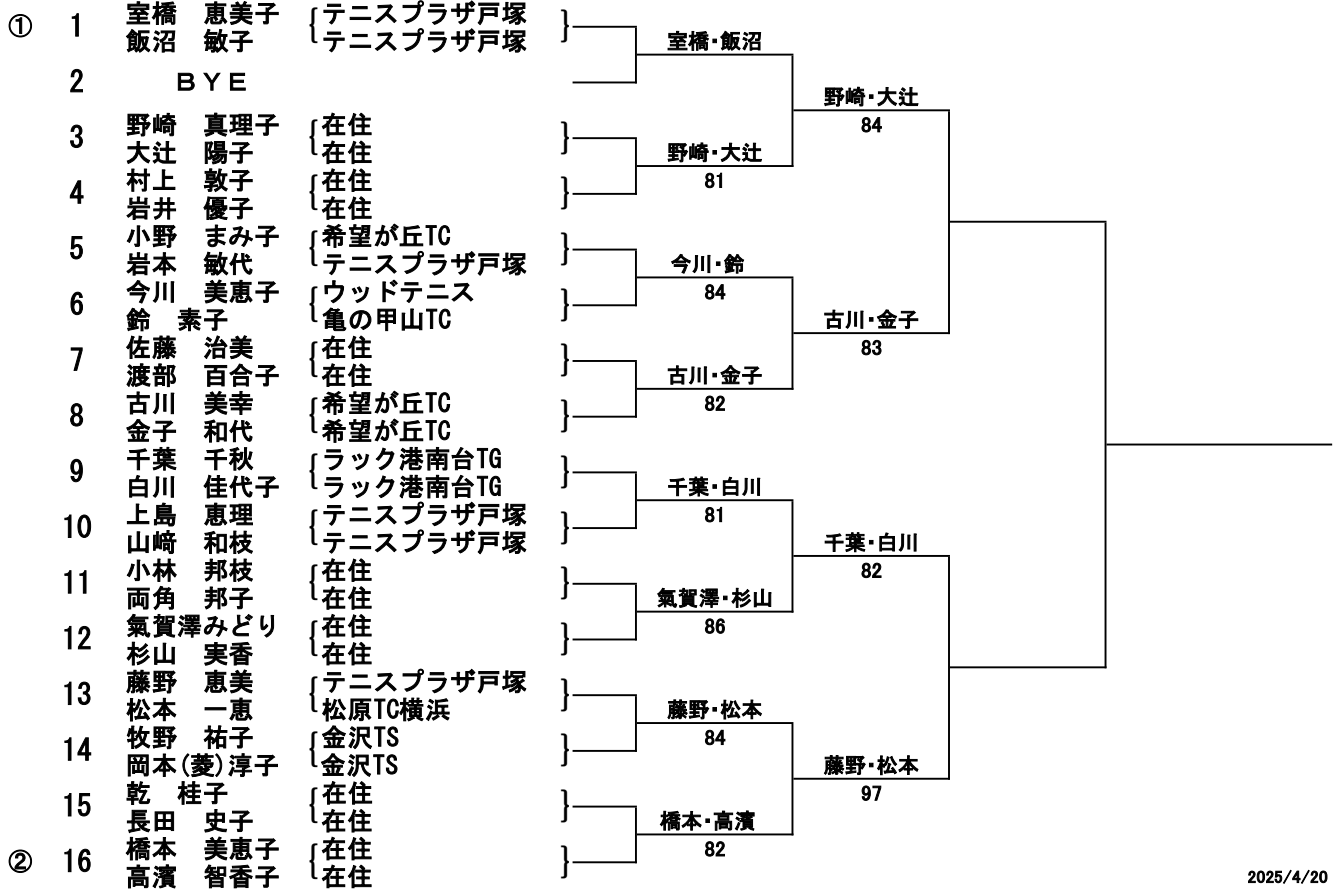 ① 1 室橋 恵美子 テニスプラザ戸塚
飯沼 敏子 テニスプラザ戸塚
室橋・飯沼
2 ＢＹＥ
野崎・大辻
84
3 野崎 真理子 在住
大辻 陽子 在住
野崎・大辻
81
4 村上 敦子 在住
岩井 優子 在住
5 小野 まみ子 希望が丘TC
岩本 敏代 テニスプラザ戸塚
今川・鈴
84
6 今川 美恵子 ウッドテニス
鈴 素子 亀の甲山TC
古川・金子
83
7 佐藤 治美 在住
渡部 百合子 在住
古川・金子
82
8 古川 美幸 希望が丘TC
金子 和代 希望が丘TC
9 千葉 千秋 ラック港南台TG
白川 佳代子 ラック港南台TG
千葉・白川
81
10 上島 恵理 テニスプラザ戸塚
山﨑 和枝 テニスプラザ戸塚
千葉・白川
82
11 小林 邦枝 在住
両角 邦子 在住
氣賀澤・杉山
86
12 氣賀澤みどり 在住
杉山 実香 在住
13 藤野 恵美 テニスプラザ戸塚
松本 一恵 松原TC横浜
藤野・松本
84
14 牧野 祐子 金沢TS
岡本(菱)淳子 金沢TS
藤野・松本
97
15 乾 桂子 在住
長田 史子 在住
橋本・高濱
82
② 16 橋本 美恵子 在住
高濱 智香子 在住
2025/4/20